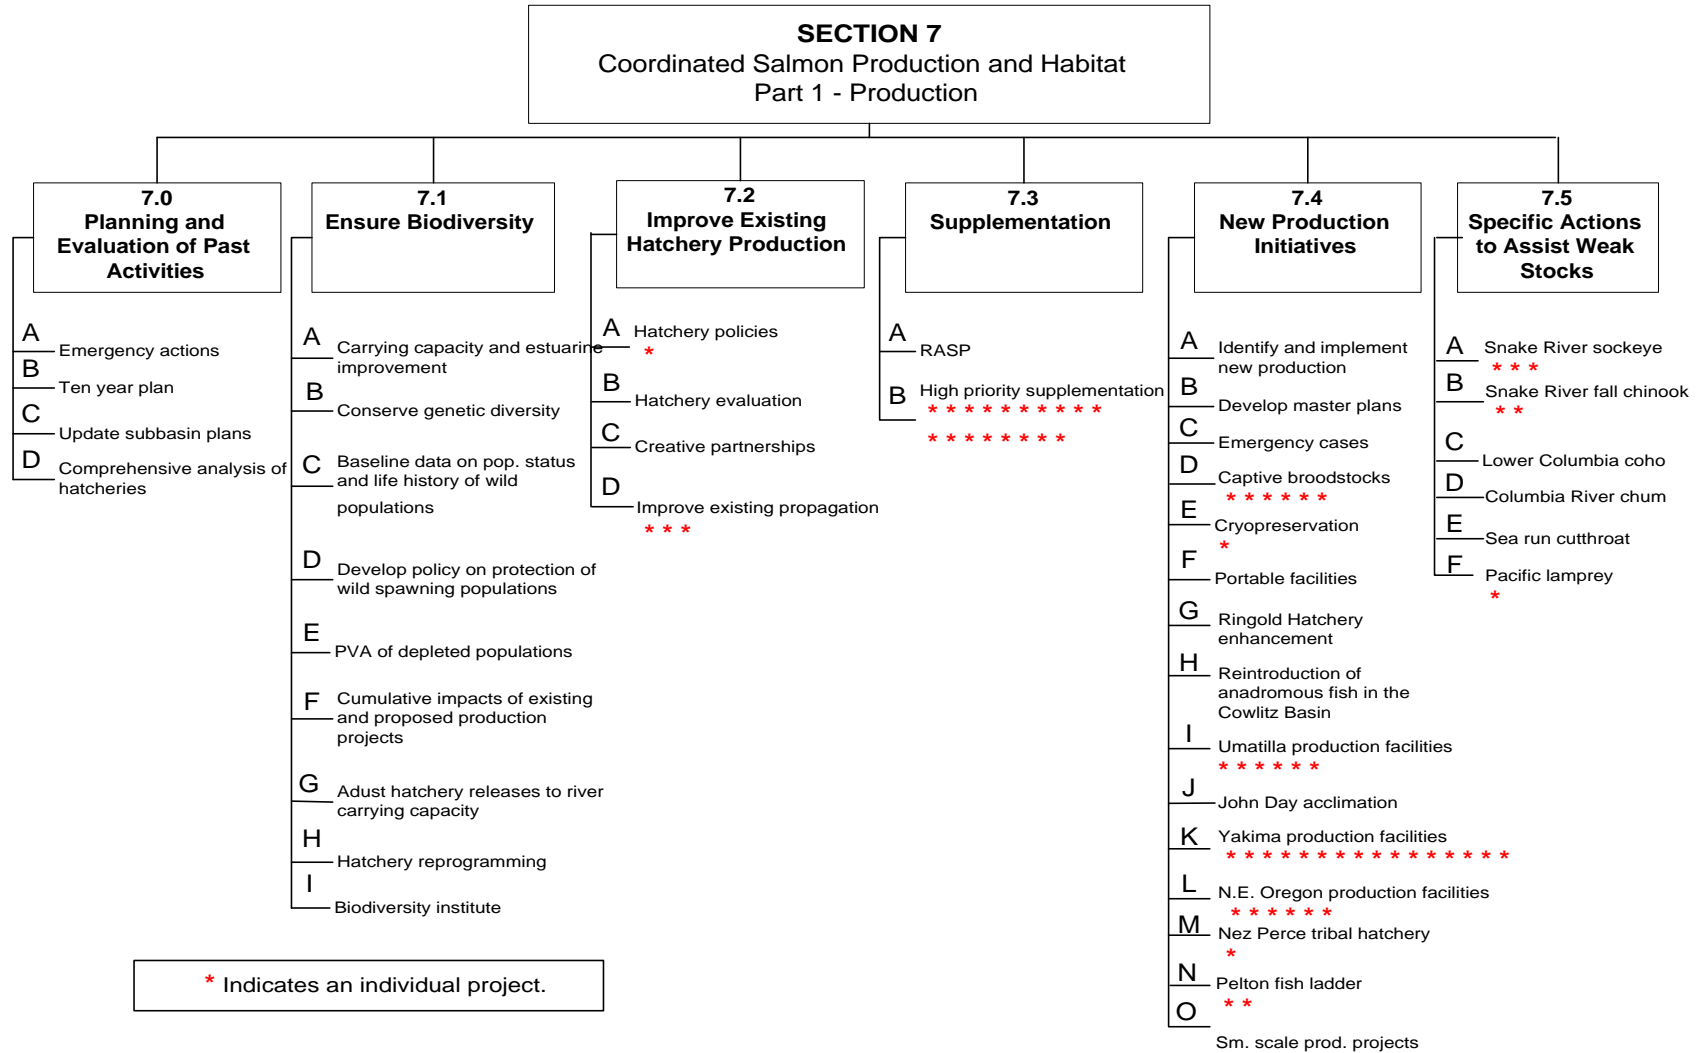 SECTION 7
Coordinated Salmon Production and Habitat
Part 1 - Production
7.0
Planning and
Evaluation of Past
Activities
A
Emergency actions
B
Ten year plan
C
Update subbasin plans
D
Comprehensive analysis of
hatcheries
7.1
Ensure Biodiversity
A
Carrying capacity and estuarine
improvement
B
Conserve genetic diversity
C
Baseline data on pop. status
and life history of wild
populations
D
Develop policy on protection of
wild spawning populations
E
PVA of depleted populations
F
Cumulative impacts of existing
and proposed production
projects
G
Adust hatchery releases to river
carrying capacity
H
Hatchery reprogramming
I
Biodiversity institute
7.2
Improve Existing
Hatchery Production
A
Hatchery policies
*
B
Hatchery evaluation
C
Creative partnerships
D
Improve existing propagation
* * *
7.3
Supplementation
A
RASP
B
High priority supplementation
* * * * * * * * * *
* * * * * * * *
7.4
New Production
Initiatives
A
Identify and implement
new production
B
Develop master plans
C
Emergency cases
D
Captive broodstocks
* * * * * *
E
Cryopreservation
*
F
Portable facilities
G
Ringold Hatchery
enhancement
H
Reintroduction of
anadromous fish in the
Cowlitz Basin
I
Umatilla production facilities
* * * * * *
J
John Day acclimation
K
Yakima production facilities
* * * * * * * * * * * * * * * *
L
N.E. Oregon production facilities
* * * * * *
M
Nez Perce tribal hatchery
*
N
Pelton fish ladder
* *
O
Sm. scale prod. projects
7.5
Specific Actions
to Assist Weak
Stocks
A
Snake River sockeye
* * *
B
Snake River fall chinook
* *
C
Lower Columbia coho
D
Columbia River chum
E
Sea run cutthroat
F
Pacific lamprey
*
* Indicates an individual project.